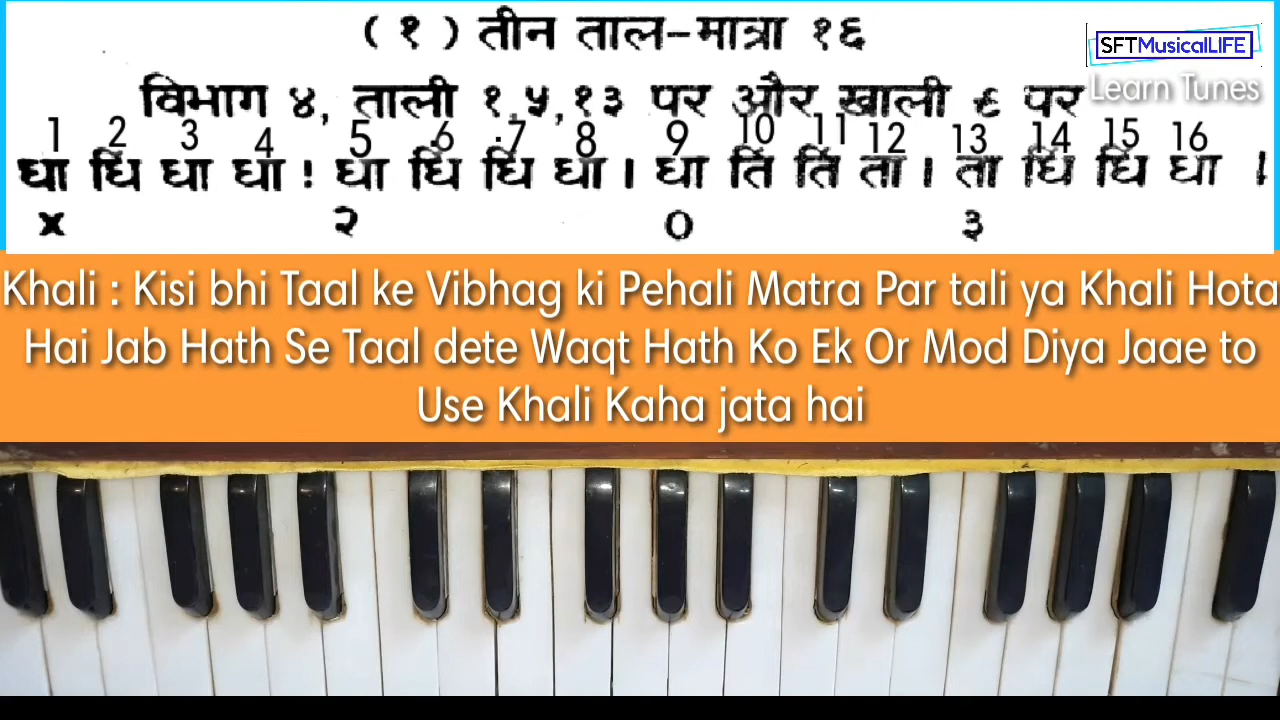 ( १ ) तीन ताल-मात्रा १६
SFTMusicalLIFE
Learn Tunes
विभाग ४, ताली १,५,१३ पर और खाली ९ पर
1 2 3 4 5 6 7 8 9 10 11 12 13 14 15 16
धा धिं धा धा । धा धिं धिं धा । धा तिं तिं ता । ता धिं धिं धा ।
x २ 0 ३
Khali : Kisi bhi Taal ke Vibhag ki Pehali Matra Par tali ya Khali Hota
Hai Jab Hath Se Taal dete Waqt Hath Ko Ek Or Mod Diya Jaae to
Use Khali Kaha jata hai